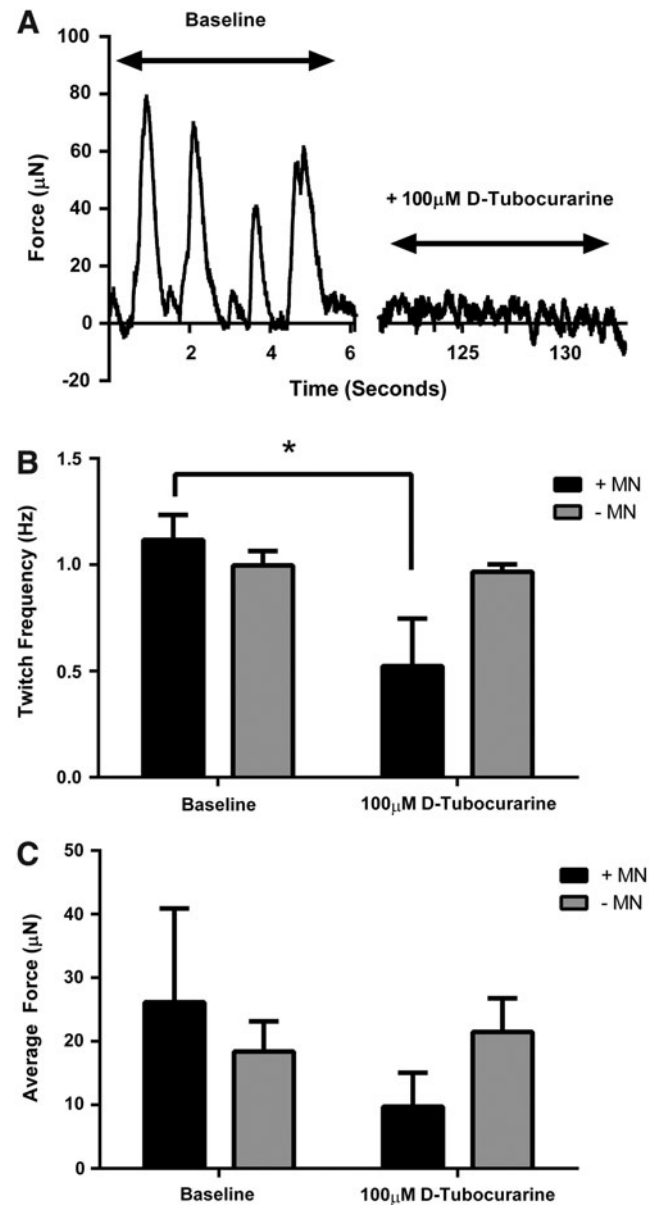 A
Baseline
+ 100μM D-Tubocurarine
Force (μN)
100
80
60
40
20
0
-20
2
4
6
125
130
Time (Seconds)
B
*
+ MN
- MN
Twitch Frequency (Hz)
1.5
1.0
0.5
0.0
Baseline
100μM D-Tubocurarine
C
+ MN
- MN
Average Force (μN)
50
40
30
20
10
0
Baseline
100μM D-Tubocurarine